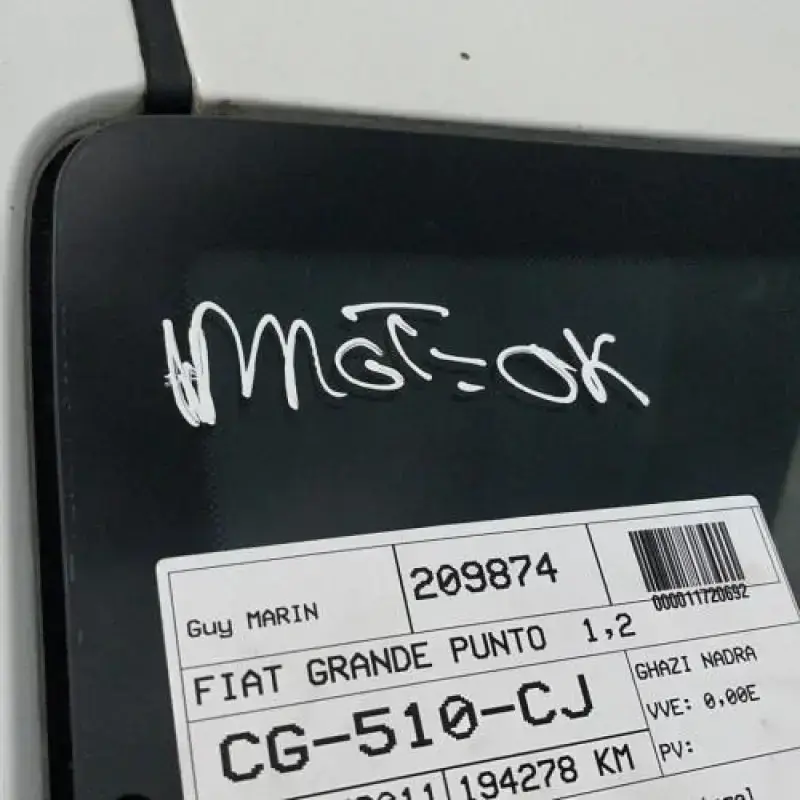 MOT=OK
Guy MARIN
209874
000011720692
FIAT GRANDE PUNTO 1,2
CG-510-CJ
GHAZI NADRA
VVE: 0,00E
PV:
194278 KM